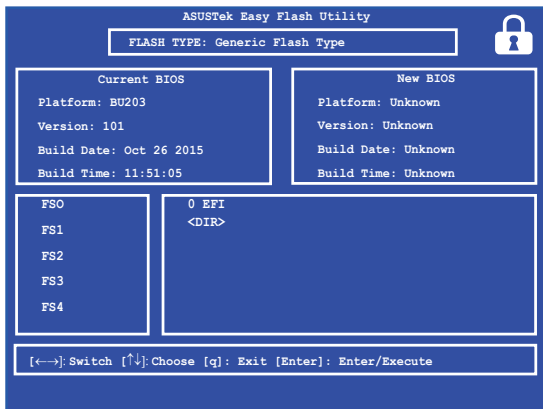 ASUSTek Easy Flash Utility
FLASH TYPE: Generic Flash Type
Current BIOS
Platform: BU203
Version: 101
Build Date: Oct 26 2015
Build Time: 11:51:05
New BIOS
Platform: Unknown
Version: Unknown
Build Date: Unknown
Build Time: Unknown
FSO
FS1
FS2
FS3
FS4
0 EFI
<DIR>
[←→]: Switch [↑↓]: Choose [q]: Exit [Enter]: Enter/Execute